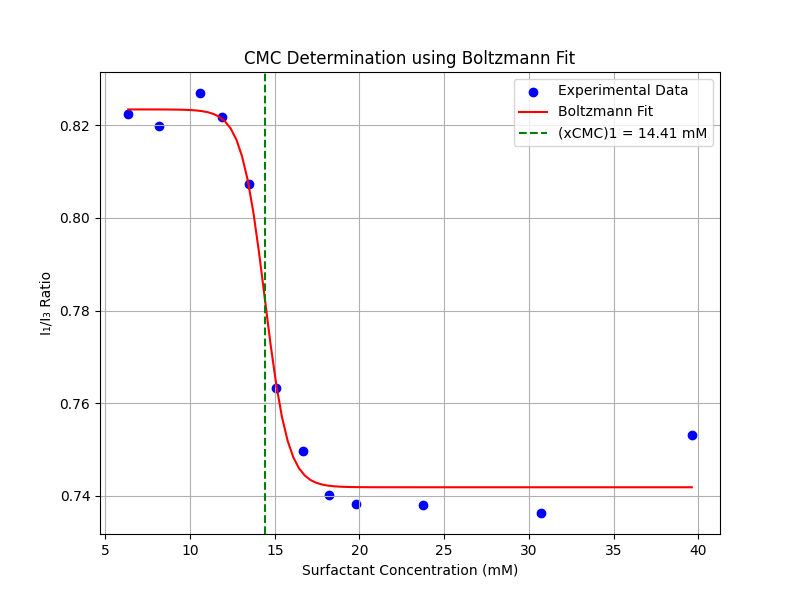 CMC Determination using Boltzmann Fit
Experimental Data
Boltzmann Fit
(xCMC)1 = 14.41 mM
I₁/I₃ Ratio
0.82
0.80
0.78
0.76
0.74
5 10 15 20 25 30 35 40
Surfactant Concentration (mM)